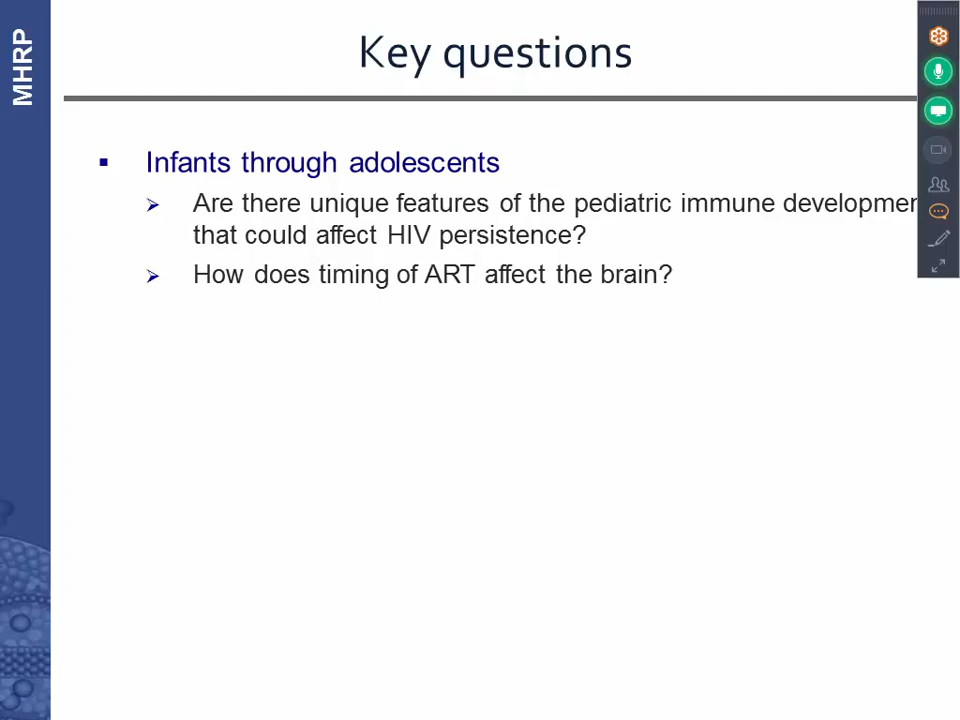 MHRP
Key questions
Infants through adolescents
Are there unique features of the pediatric immune
that could affect HIV persistence?
How does timing of ART affect the brain?